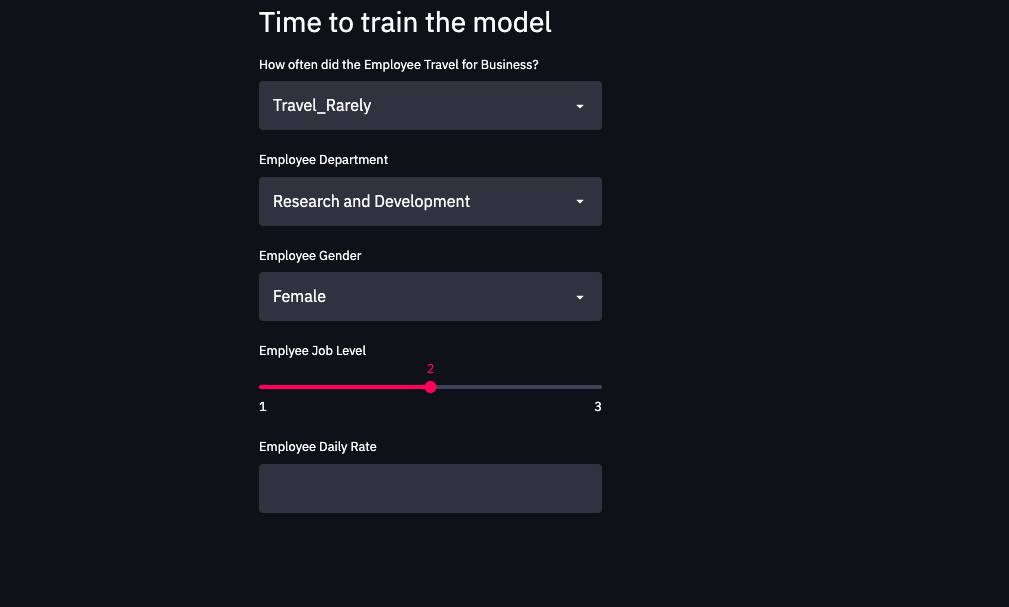 Time to train the model
How often did the Employee Travel for Business?
Travel_Rarely
Employee Department
Research and Development
Employee Gender
Female
Emplyee Job Level
2
1 3
Employee Daily Rate